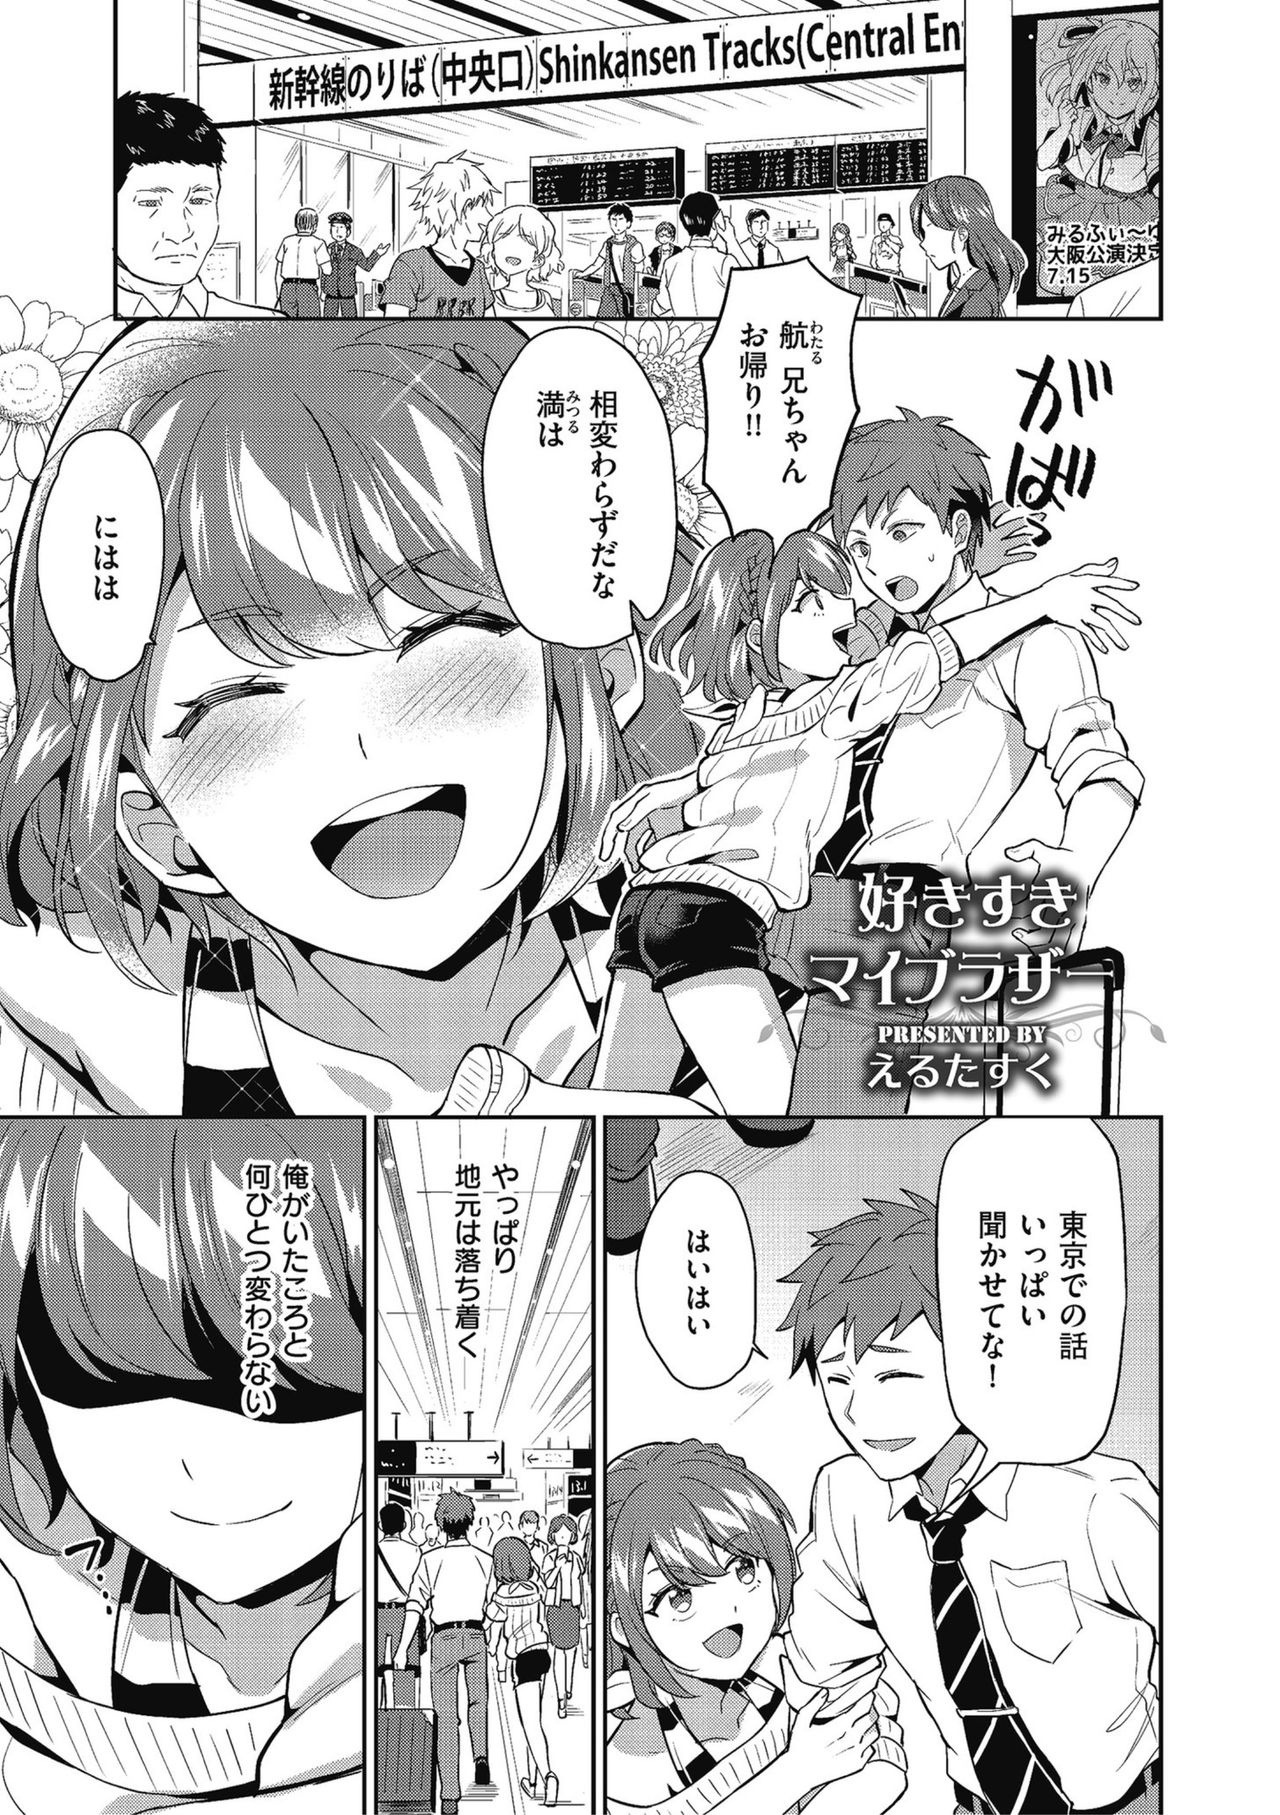 新幹線のりば(中央口)Shinkansen Tracks(Central En
みるふぃ〜り
大阪公演決定
7.15
がばっ
航兄ちゃん
わたる
お帰り!!
相変わらずだな
満は
みつる
にはは
好きすき
マイブラザー
PRESENTED BY
えるたすく
東京での話
いっぱい
聞かせてな!
はいはい
やっぱり
地元は落ち着く
13.1
俺がいたころと
何ひとつ変わらない